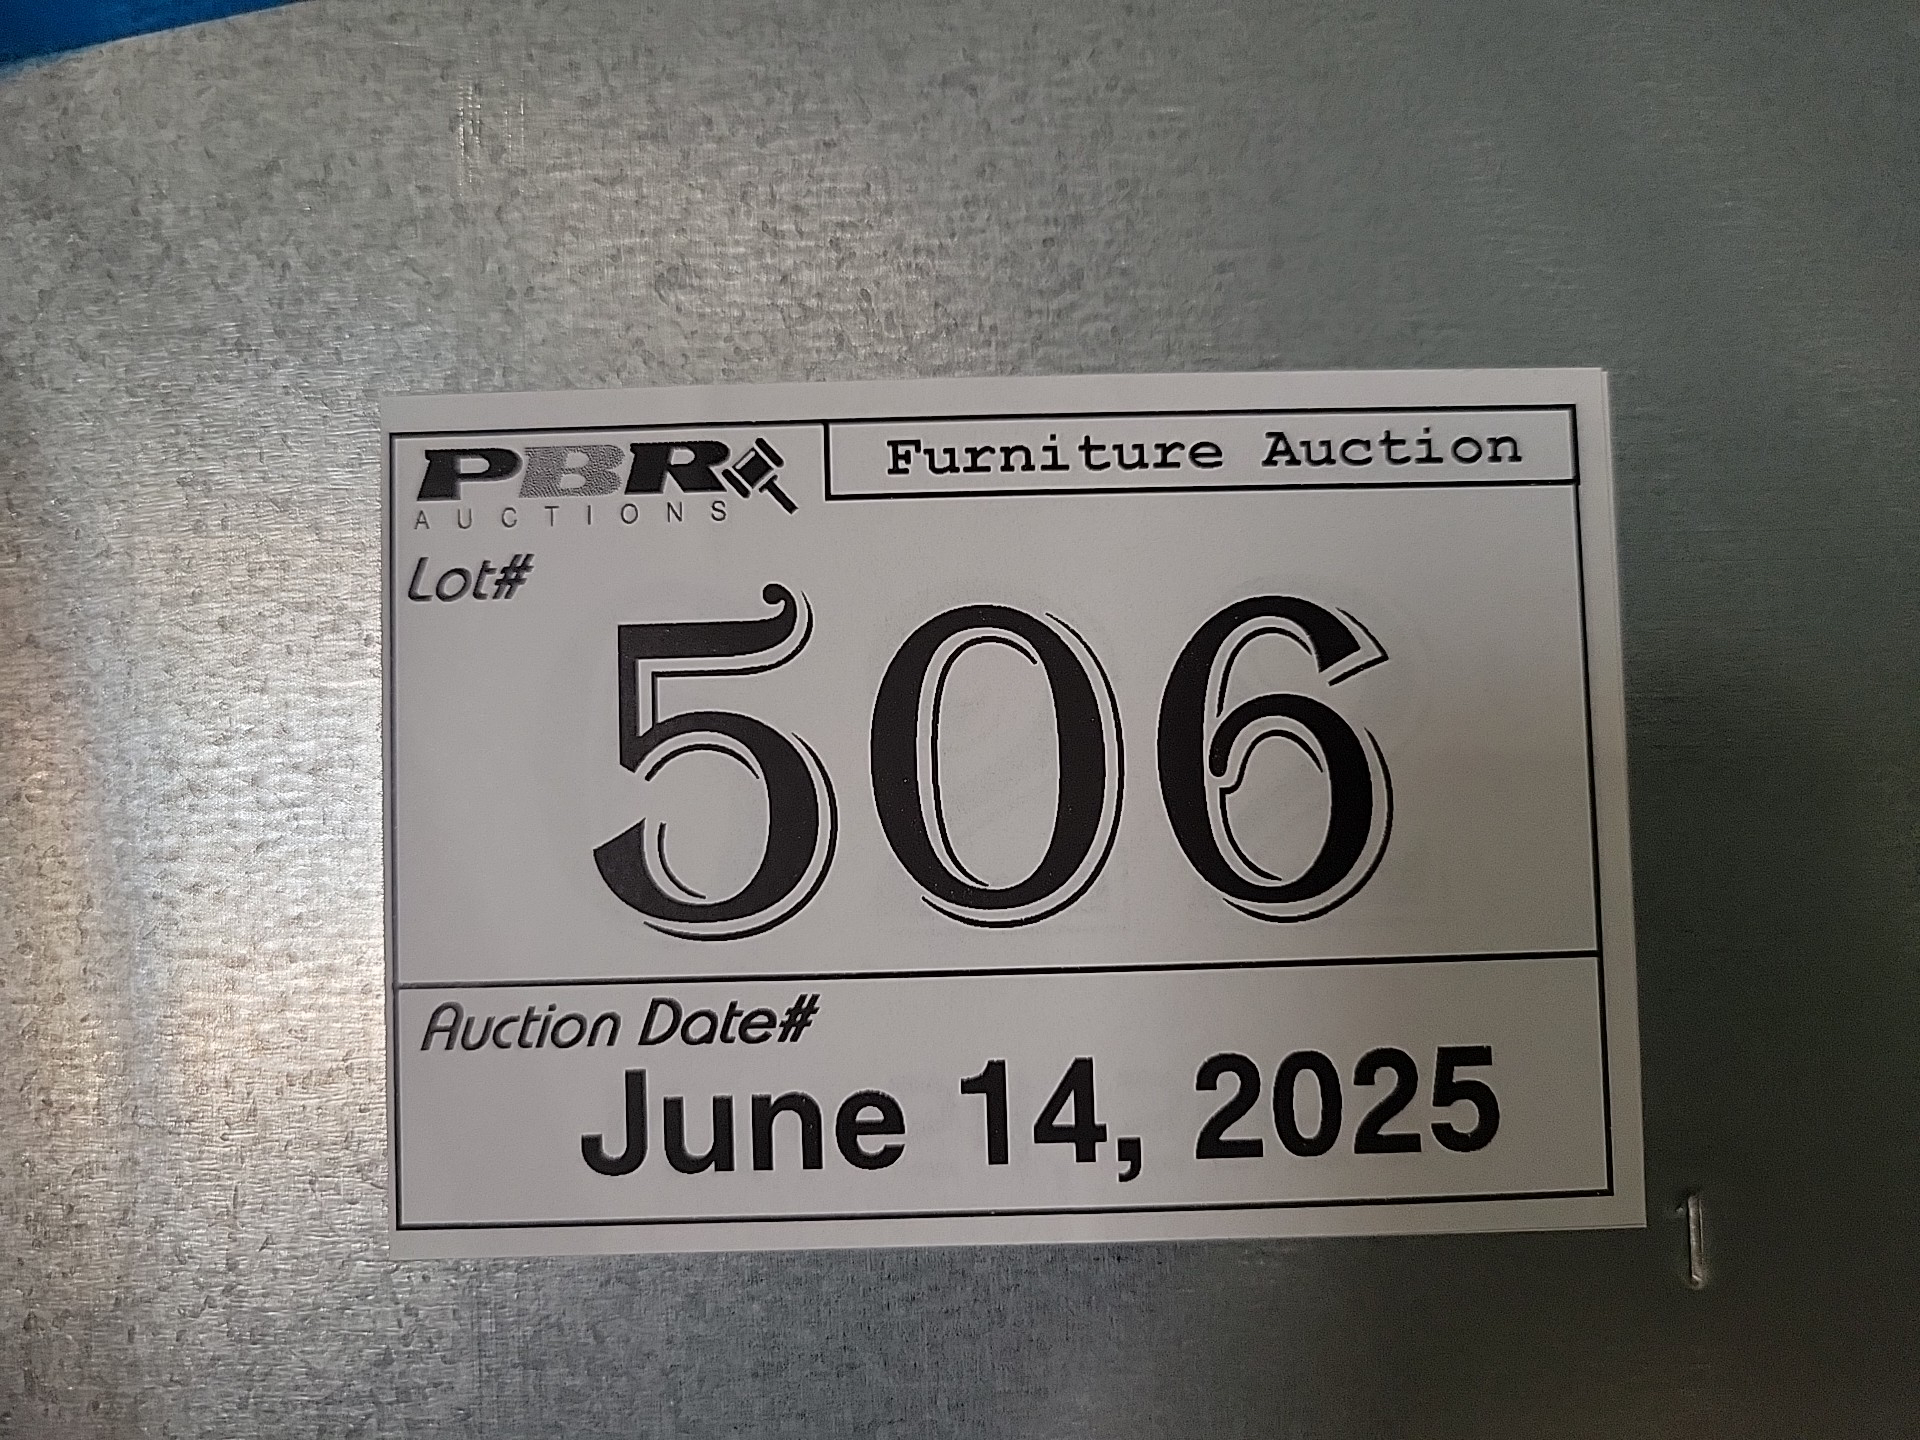 PBR
AUCTIONS
Furniture Auction
Lot#
506
Auction Date#
June 14, 2025